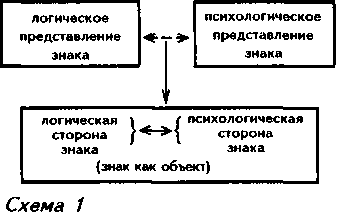 логическое
представление
знака
психологическое
представление
знака
логическая
сторона
знака
психологическая
сторона
знака
(знак как объект)
Схема 1